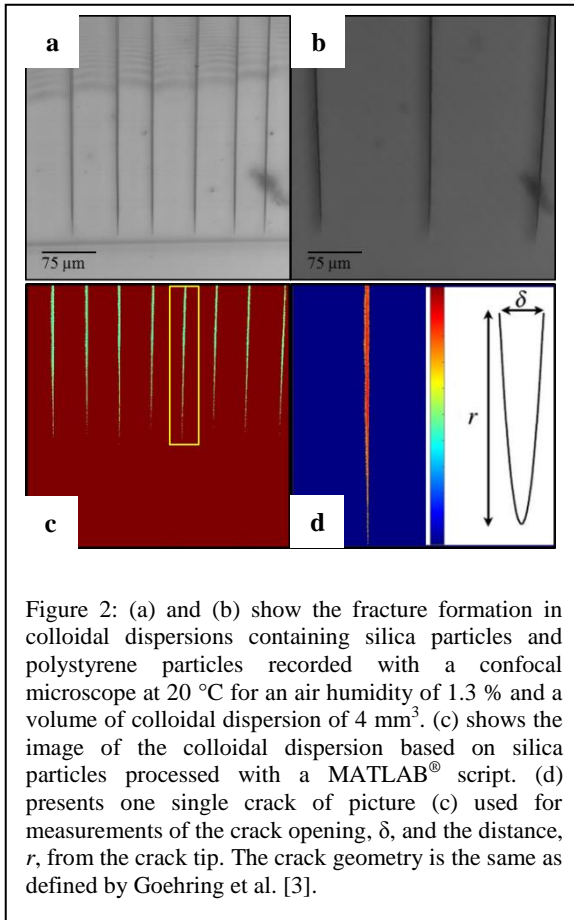 a
b
75 μm
75 μm
δ
r
c
d
Figure 2: (a) and (b) show the fracture formation in
colloidal dispersions containing silica particles and
polystyrene particles recorded with a confocal
microscope at 20 °C for an air humidity of 1.3 % and a
volume of colloidal dispersion of 4 mm³. (c) shows the
image of the colloidal dispersion based on silica
particles processed with a MATLAB® script. (d)
presents one single crack of picture (c) used for
measurements of the crack opening, δ, and the distance,
r, from the crack tip. The crack geometry is the same as
defined by Goehring et al. [3].